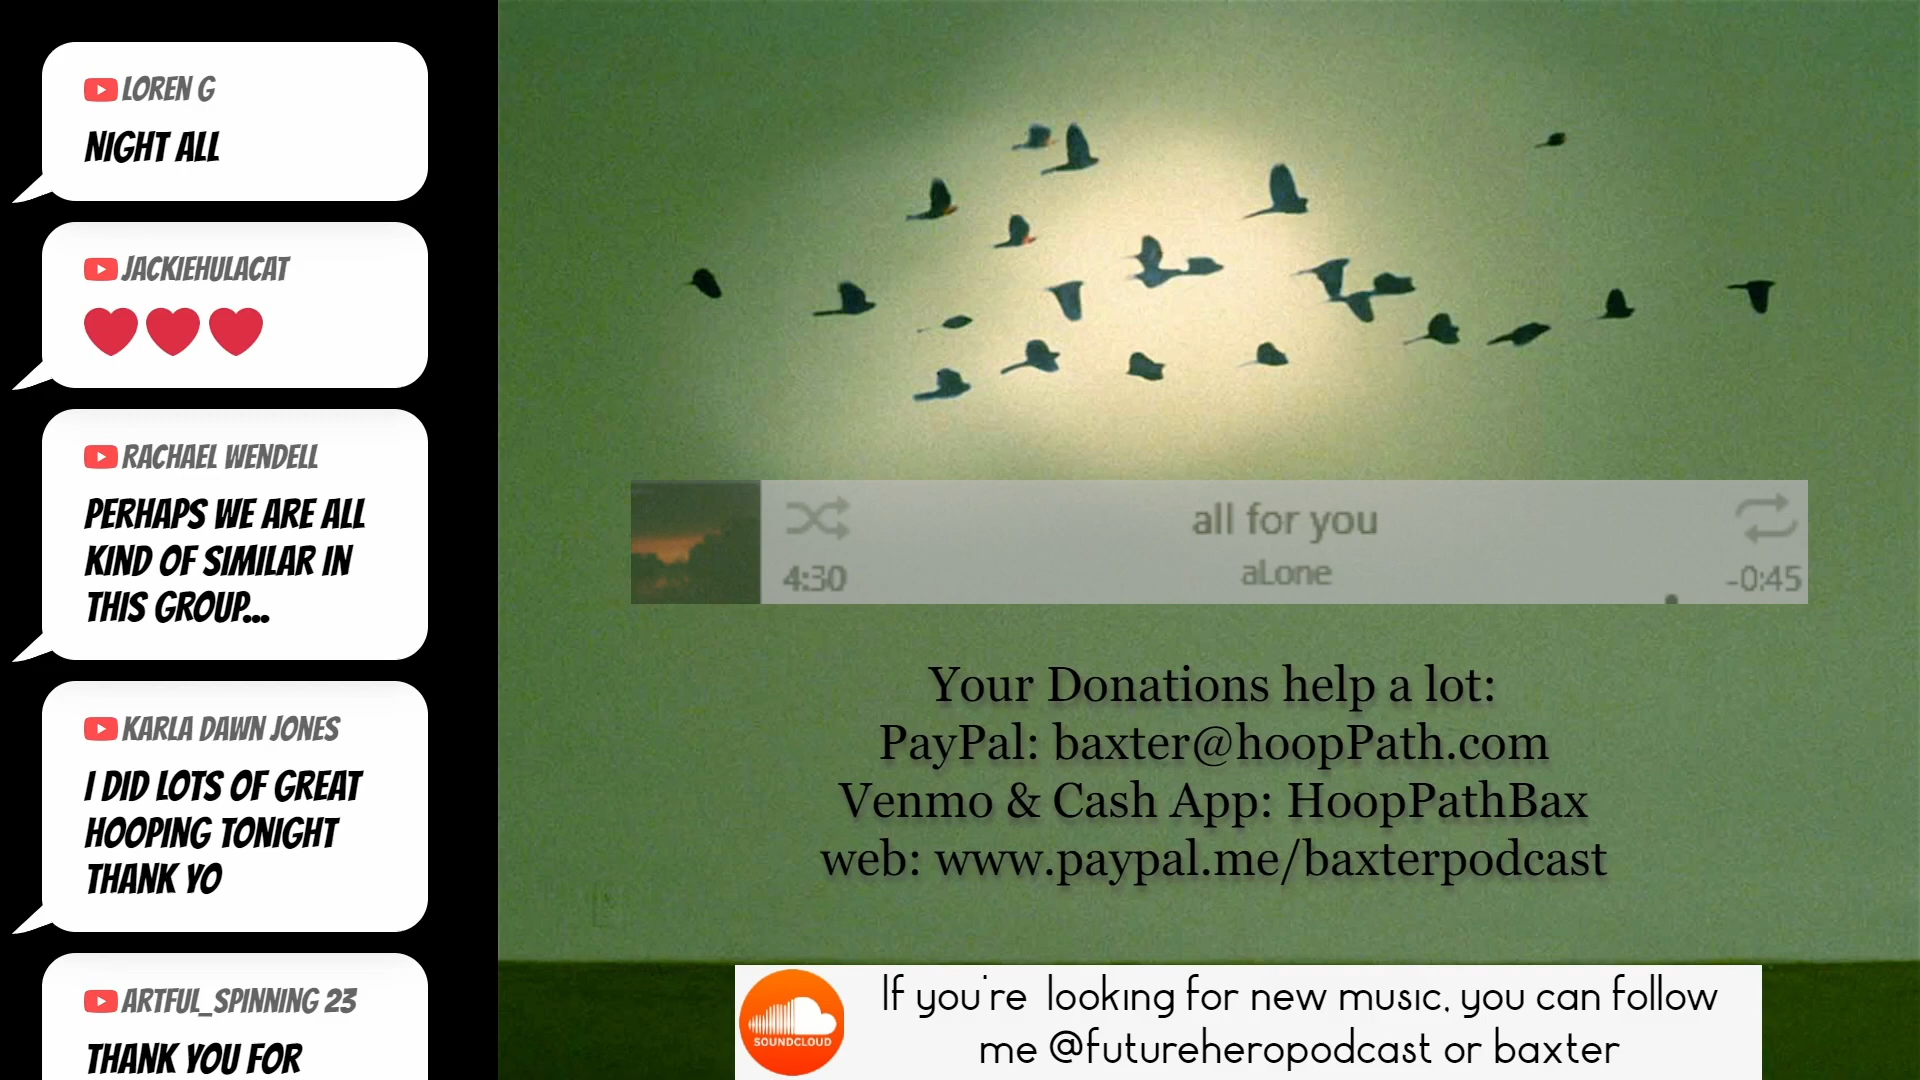 LOREN G
NIGHT ALL
JACKIEHULACAT
RACHAEL WENDELL
PERHAPS WE ARE ALL
KIND OF SIMILAR IN
THIS GROUP...
KARLA DAWN JONES
I DID LOTS OF GREAT
HOOPING TONIGHT
THANK YO
ARTFUL_SPINNING 23
THANK YOU FOR
all for you
4:30
aLone
-0:45
Your Donations help a lot:
PayPal: baxter@hoopPath.com
Venmo & Cash App: HoopPathBax
web: www.paypal.me/baxterpodcast
SOUNDCLOUD
If you're looking for new music, you can follow
me @futureheropodcast or baxter